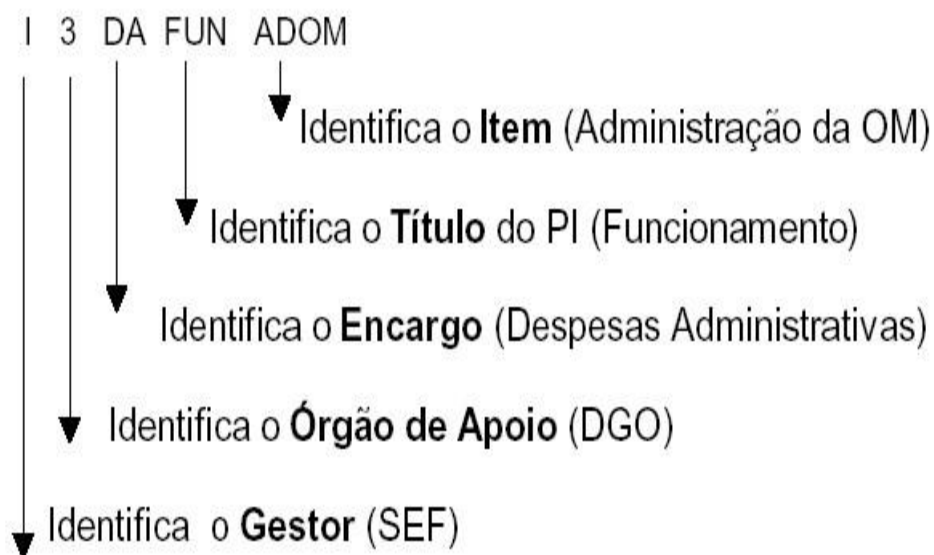 I 3 DA FUN ADOM
Identifica o Item (Administração da OM)
Identifica o Título do PI (Funcionamento)
Identifica o Encargo (Despesas Administrativas)
Identifica o Órgão de Apoio (DGO)
Identifica o Gestor (SEF)